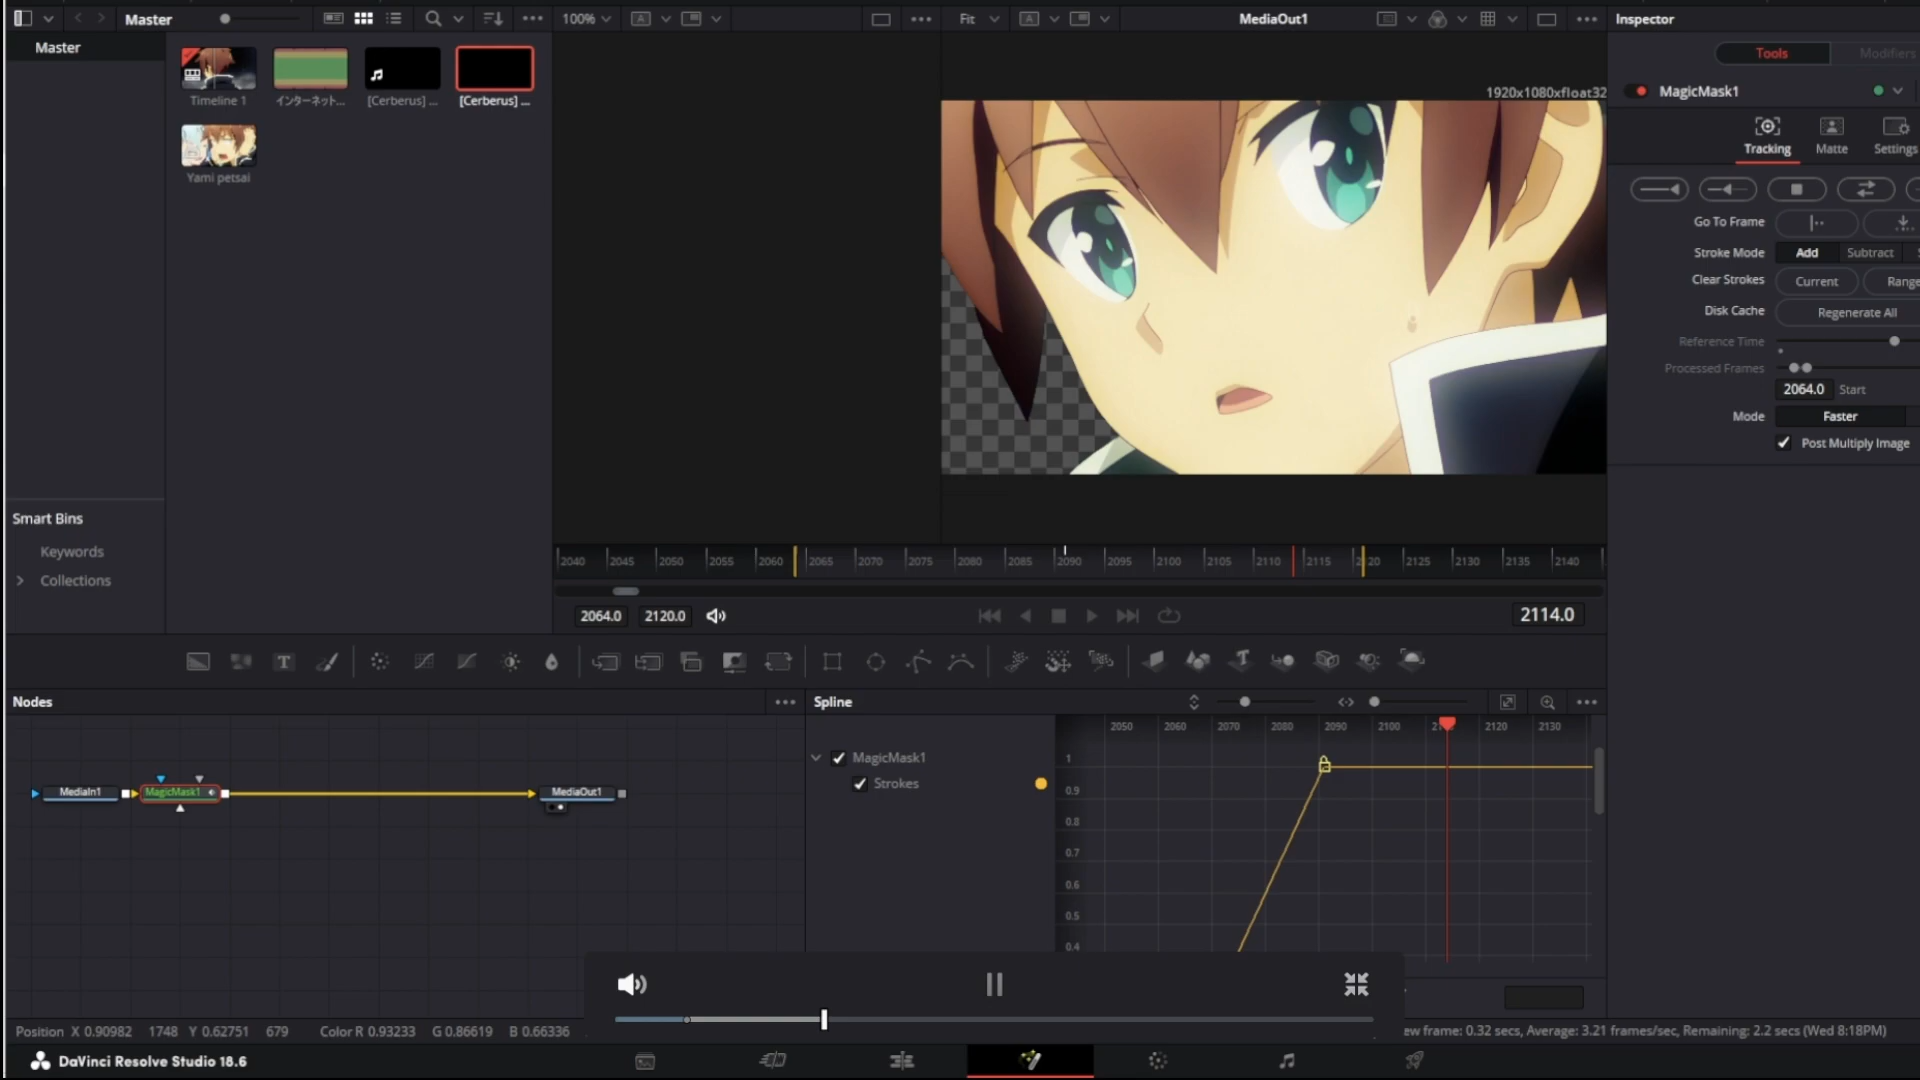 Master
100%
Fit
MediaOut1
Inspector
Master
Timeline 1
インターネット...
[Cerberus] ...
[Cerberus] ...
Yami petsai
1920x1080xfloat32
Tools
Modifiers
MagicMask1
Tracking
Matte
Settings
Go To Frame
Stroke Mode
Add
Subtract
Clear Strokes
Current
Range
Disk Cache
Regenerate All
Reference Time
Processed Frames
2064.0
Start
Mode
Faster
Post Multiply Image
Smart Bins
Keywords
Collections
2040 2045 2050 2055 2060 2065 2070 2075 2080 2085 2090 2095 2100 2105 2110 2115 2120 2125 2130 2135 2140
2064.0
2120.0
2114.0
T
T
Nodes
Spline
2050 2060 2070 2080 2090 2100 2120 2130
MagicMask1
Strokes
1
0.9
0.8
0.7
0.6
0.5
0.4
MediaIn1
MagicMask1
MediaOut1
Position X 0.90982 1748 Y 0.62751 679 Color R 0.93233 G 0.86619 B 0.66336
ew frame: 0.32 secs, Average: 3.21 frames/sec, Remaining: 2.2 secs (Wed 8:18PM)
DaVinci Resolve Studio 18.6